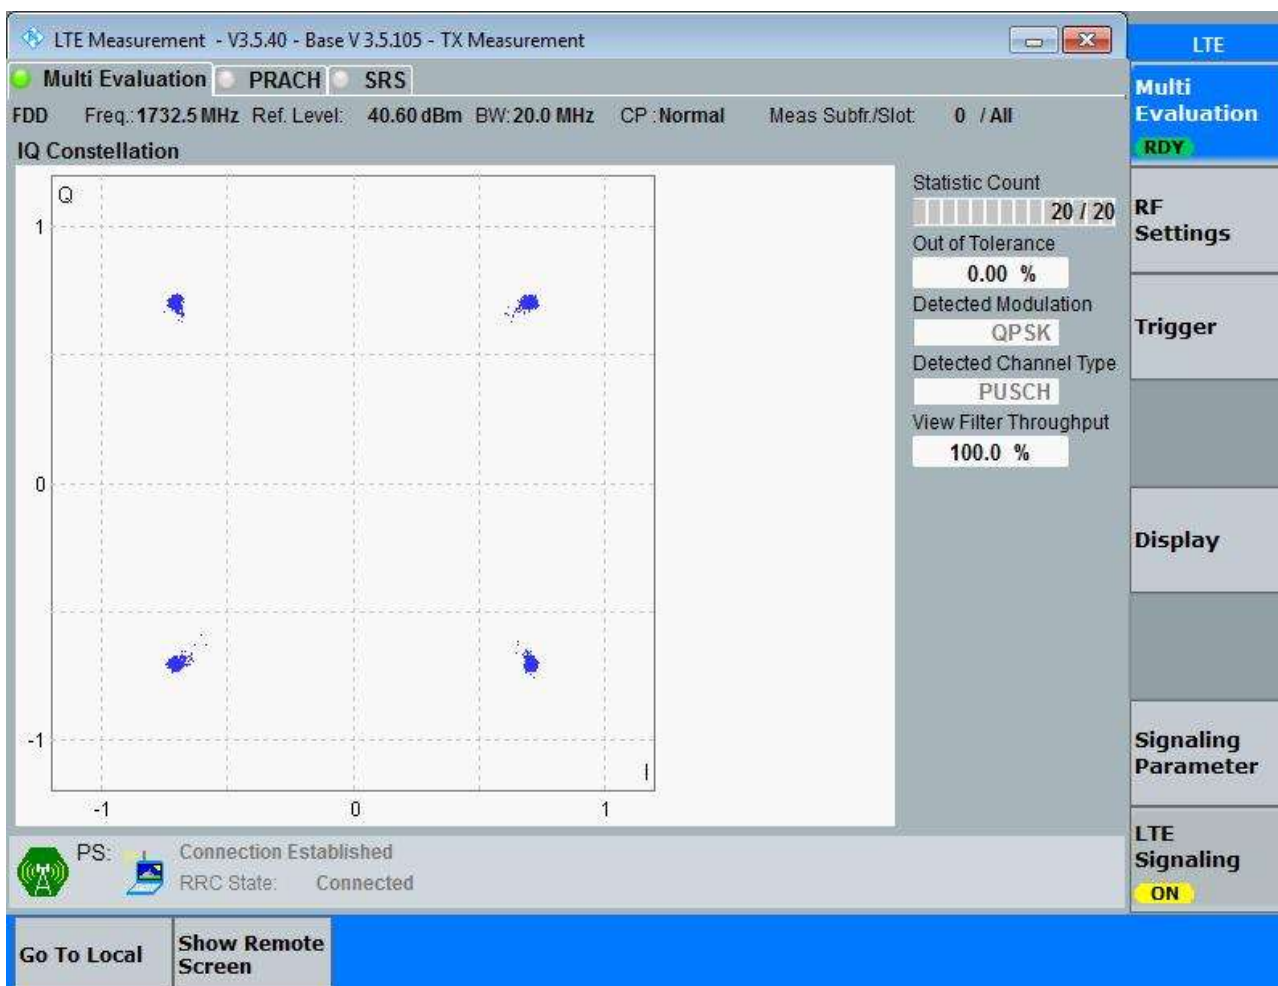 LTE Measurement - V3.5.40 - Base V 3.5.105 - TX Measurement
Multi Evaluation PRACH SRS
FDD Freq.: 1732.5 MHz Ref. Level: 40.60 dBm BW: 20.0 MHz CP : Normal Meas Subfr./Slot: 0 / All
IQ Constellation
Q
1
0
-1
I
-1 0 1
Statistic Count
20 / 20
Out of Tolerance
0.00 %
Detected Modulation
QPSK
Detected Channel Type
PUSCH
View Filter Throughput
100.0 %
PS: Connection Established
RRC State: Connected
LTE
Multi
Evaluation
RDY
RF
Settings
Trigger
Display
Signaling
Parameter
LTE
Signaling
ON
Go To Local
Show Remote
Screen